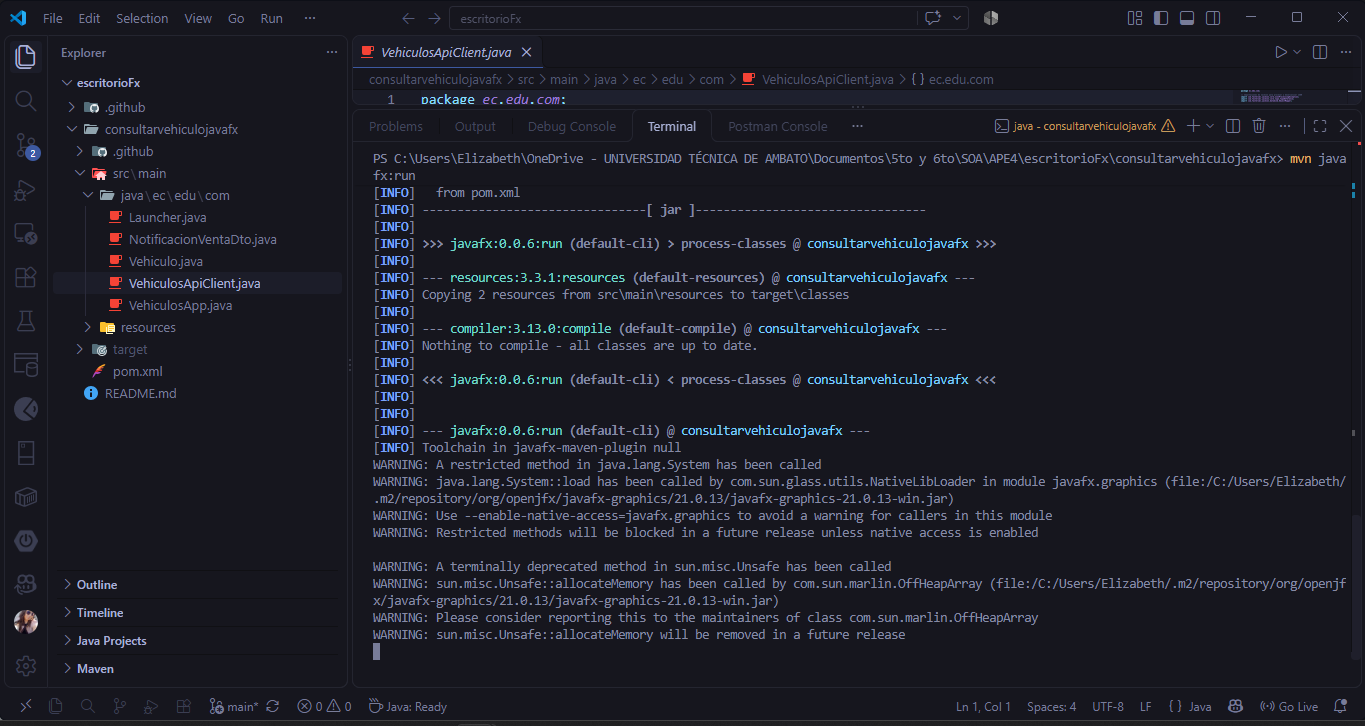 File Edit Selection View Go Run ···
escritorioFx
Explorer
escritorioFx
.github
consultarvehiculojavafx
.github
src\main
java\ec\edu\com
Launcher.java
NotificacionVentaDto.java
Vehiculo.java
VehiculosApiClient.java
VehiculosApp.java
resources
target
pom.xml
README.md
Outline
Timeline
Java Projects
Maven
2
VehiculosApiClient.java
consultarvehiculojavafx > src > main > java > ec > edu > com > VehiculosApiClient.java > { } ec.edu.com
1 package ec.edu.com;
Problems Output Debug Console Terminal Postman Console ···
java - consultarvehiculojavafx
PS C:\Users\Elizabeth\OneDrive - UNIVERSIDAD TÉCNICA DE AMBATO\Documentos\5to y 6to\SOA\APE4\escritorioFx\consultarvehiculojavafx> mvn java
fx:run
[INFO]   from pom.xml
[INFO] --------------------------------[ jar ]---------------------------------
[INFO]
[INFO] >>> javafx:0.0.6:run (default-cli) > process-classes @ consultarvehiculojavafx >>>
[INFO]
[INFO] --- resources:3.3.1:resources (default-resources) @ consultarvehiculojavafx ---
[INFO] Copying 2 resources from src\main\resources to target\classes
[INFO]
[INFO] --- compiler:3.13.0:compile (default-compile) @ consultarvehiculojavafx ---
[INFO] Nothing to compile - all classes are up to date.
[INFO]
[INFO] <<< javafx:0.0.6:run (default-cli) < process-classes @ consultarvehiculojavafx <<<
[INFO]
[INFO]
[INFO] --- javafx:0.0.6:run (default-cli) @ consultarvehiculojavafx ---
[INFO] Toolchain in javafx-maven-plugin null
WARNING: A restricted method in java.lang.System has been called
WARNING: java.lang.System::load has been called by com.sun.glass.utils.NativeLibLoader in module javafx.graphics (file:/C:/Users/Elizabeth/
.m2/repository/org/openjfx/javafx-graphics/21.0.13/javafx-graphics-21.0.13-win.jar)
WARNING: Use --enable-native-access=javafx.graphics to avoid a warning for callers in this module
WARNING: Restricted methods will be blocked in a future release unless native access is enabled
WARNING: A terminally deprecated method in sun.misc.Unsafe has been called
WARNING: sun.misc.Unsafe::allocateMemory has been called by com.sun.marlin.OffHeapArray (file:/C:/Users/Elizabeth/.m2/repository/org/openjf
x/javafx-graphics/21.0.13/javafx-graphics-21.0.13-win.jar)
WARNING: Please consider reporting this to the maintainers of class com.sun.marlin.OffHeapArray
WARNING: sun.misc.Unsafe::allocateMemory will be removed in a future release
main* 0 0 Java: Ready Ln 1, Col 1 Spaces: 4 UTF-8 LF { } Java Go Live